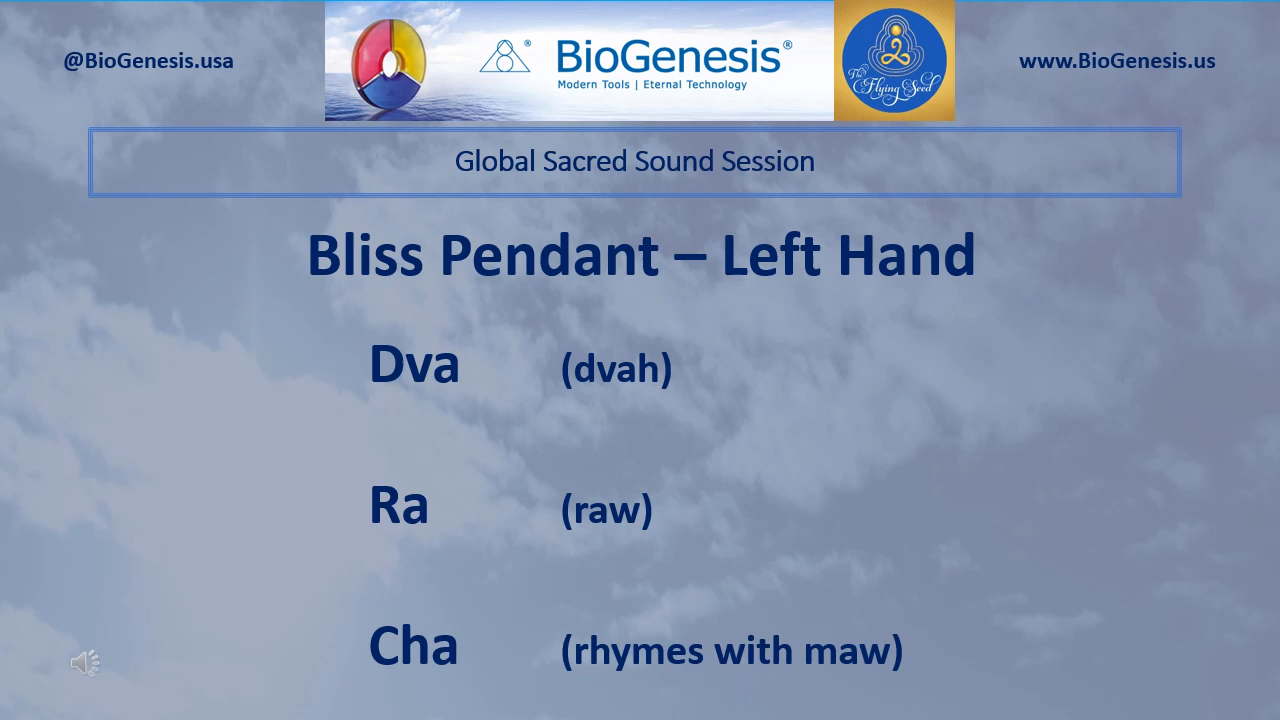 @BioGenesis.usa
BioGenesis®
Modern Tools | Eternal Technology
The
Flying Seed
www.BioGenesis.us
Global Sacred Sound Session
Bliss Pendant – Left Hand
Dva (dvah)
Ra (raw)
Cha (rhymes with maw)